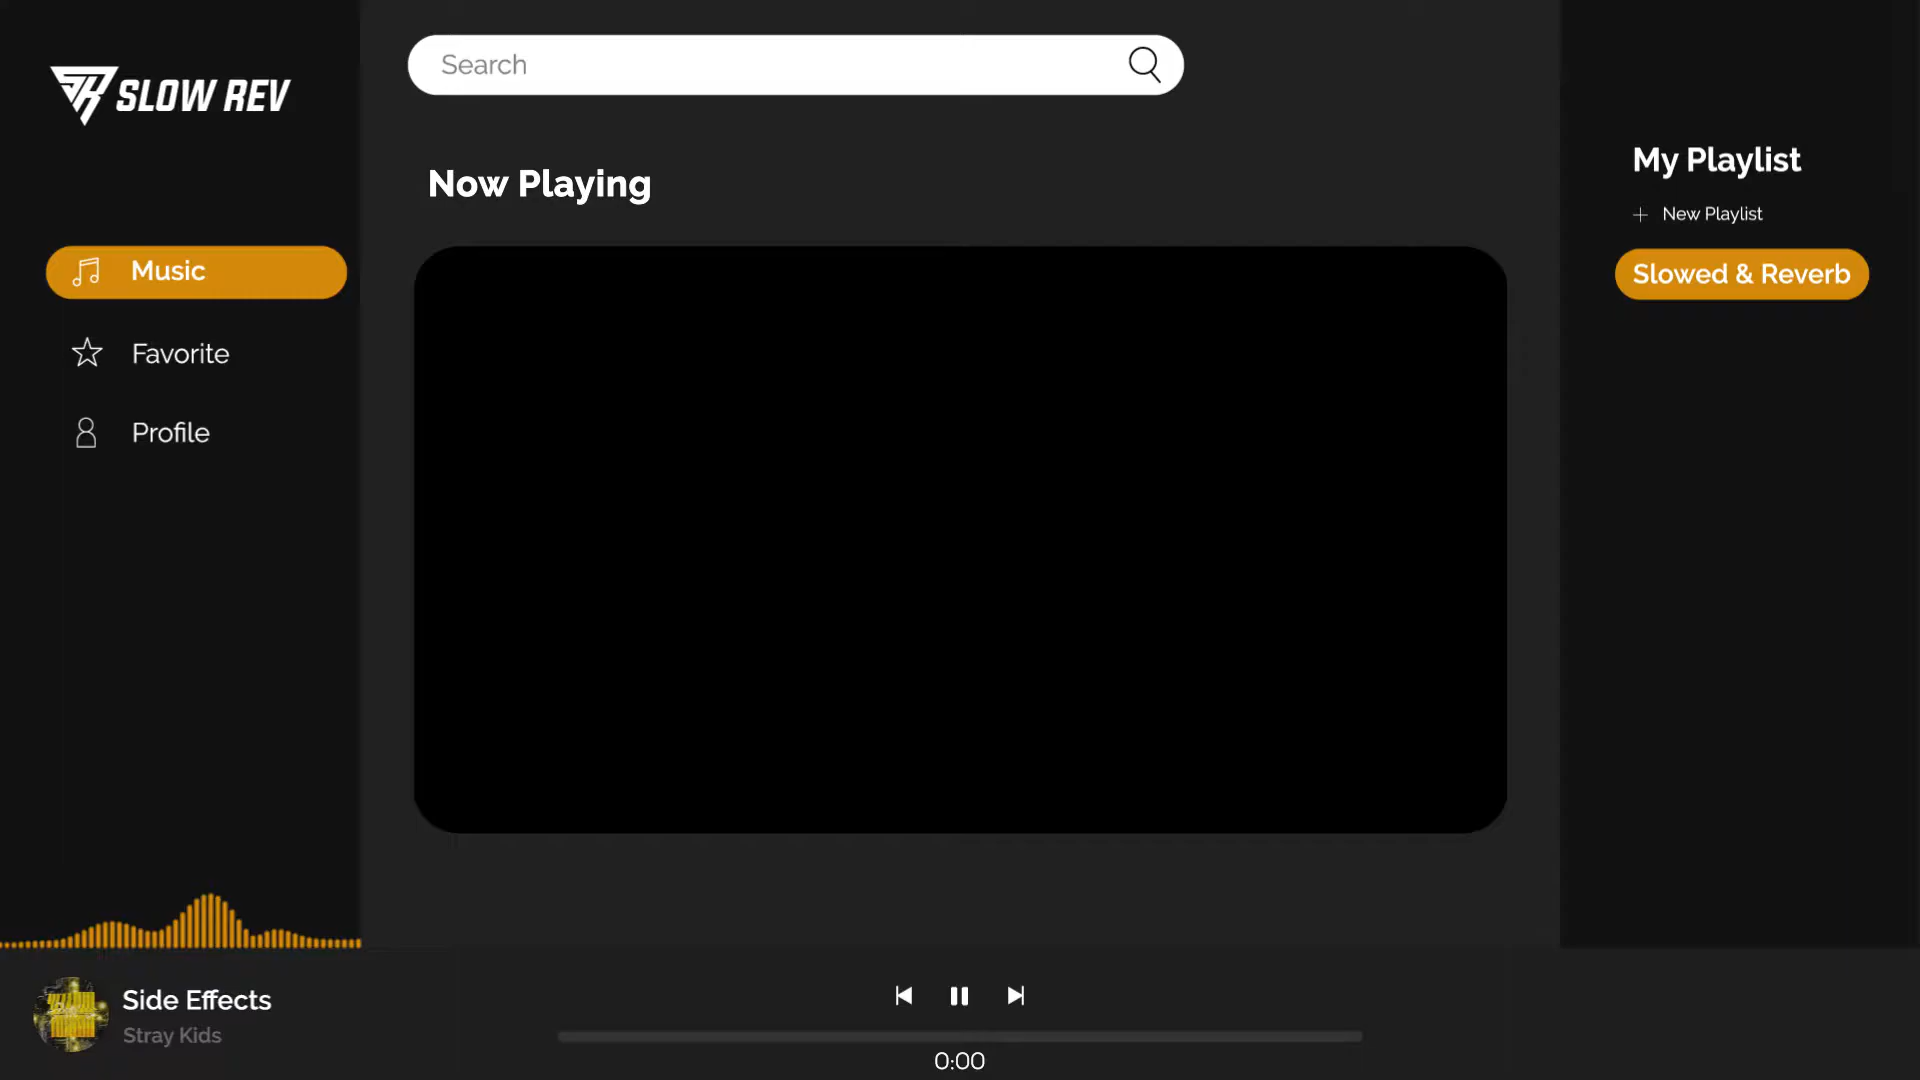 SLOW REV
Search
Now Playing
Music
Favorite
Profile
My Playlist
New Playlist
Slowed & Reverb
Side Effects
Stray Kids
0:00